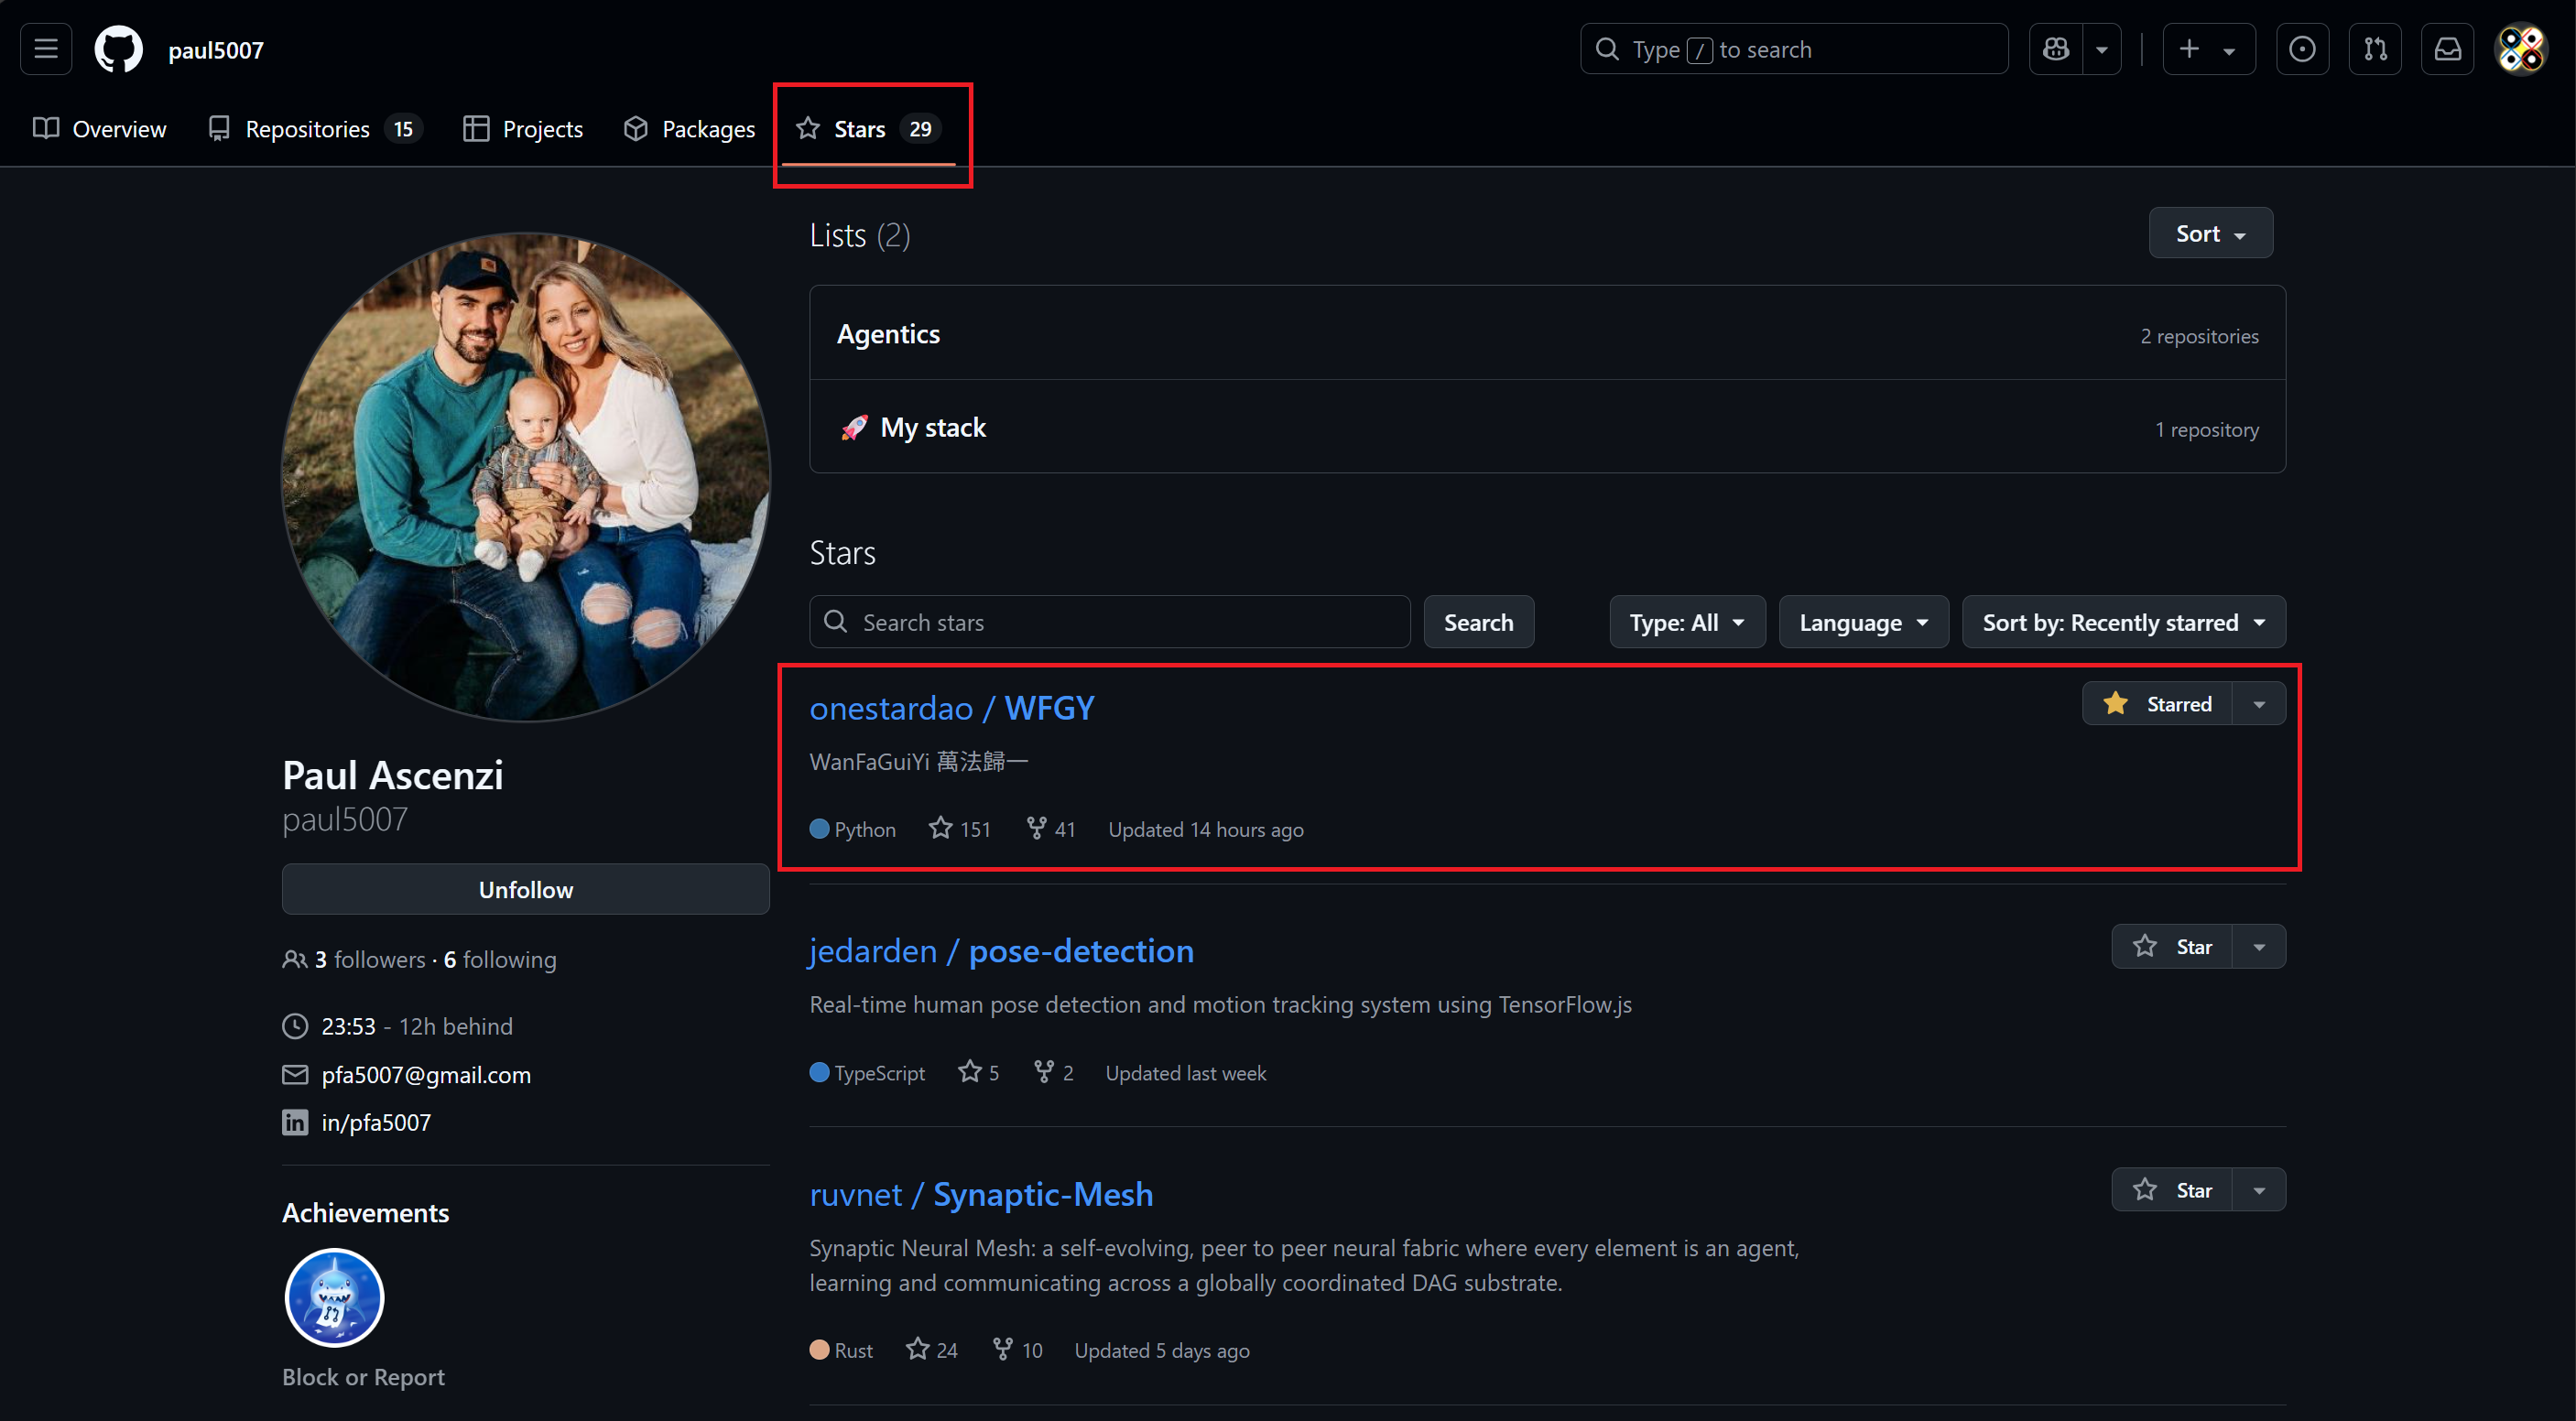 paul5007
Type / to search
Overview
Repositories 15
Projects
Packages
Stars 29
Lists (2)
Sort
Agentics
2 repositories
🚀 My stack
1 repository
Stars
Search stars
Search
Type: All
Language
Sort by: Recently starred
onestardao / WFGY
Starred
WanFaGuiYi 萬法歸一
Python 151 41 Updated 14 hours ago
jedarden / pose-detection
Star
Real-time human pose detection and motion tracking system using TensorFlow.js
TypeScript 5 2 Updated last week
ruvnet / Synaptic-Mesh
Star
Synaptic Neural Mesh: a self-evolving, peer to peer neural fabric where every element is an agent,
learning and communicating across a globally coordinated DAG substrate.
Rust 24 10 Updated 5 days ago
Paul Ascenzi
paul5007
Unfollow
3 followers · 6 following
23:53 - 12h behind
pfa5007@gmail.com
in/pfa5007
Achievements
Block or Report